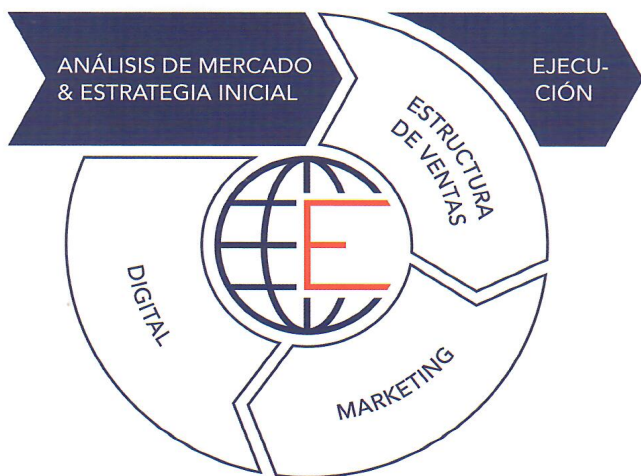 ANÁLISIS DE MERCADO
& ESTRATEGIA INICIAL
EJECU-
CIÓN
ESTRUCTURA
DE VENTAS
E
DIGITAL
MARKETING